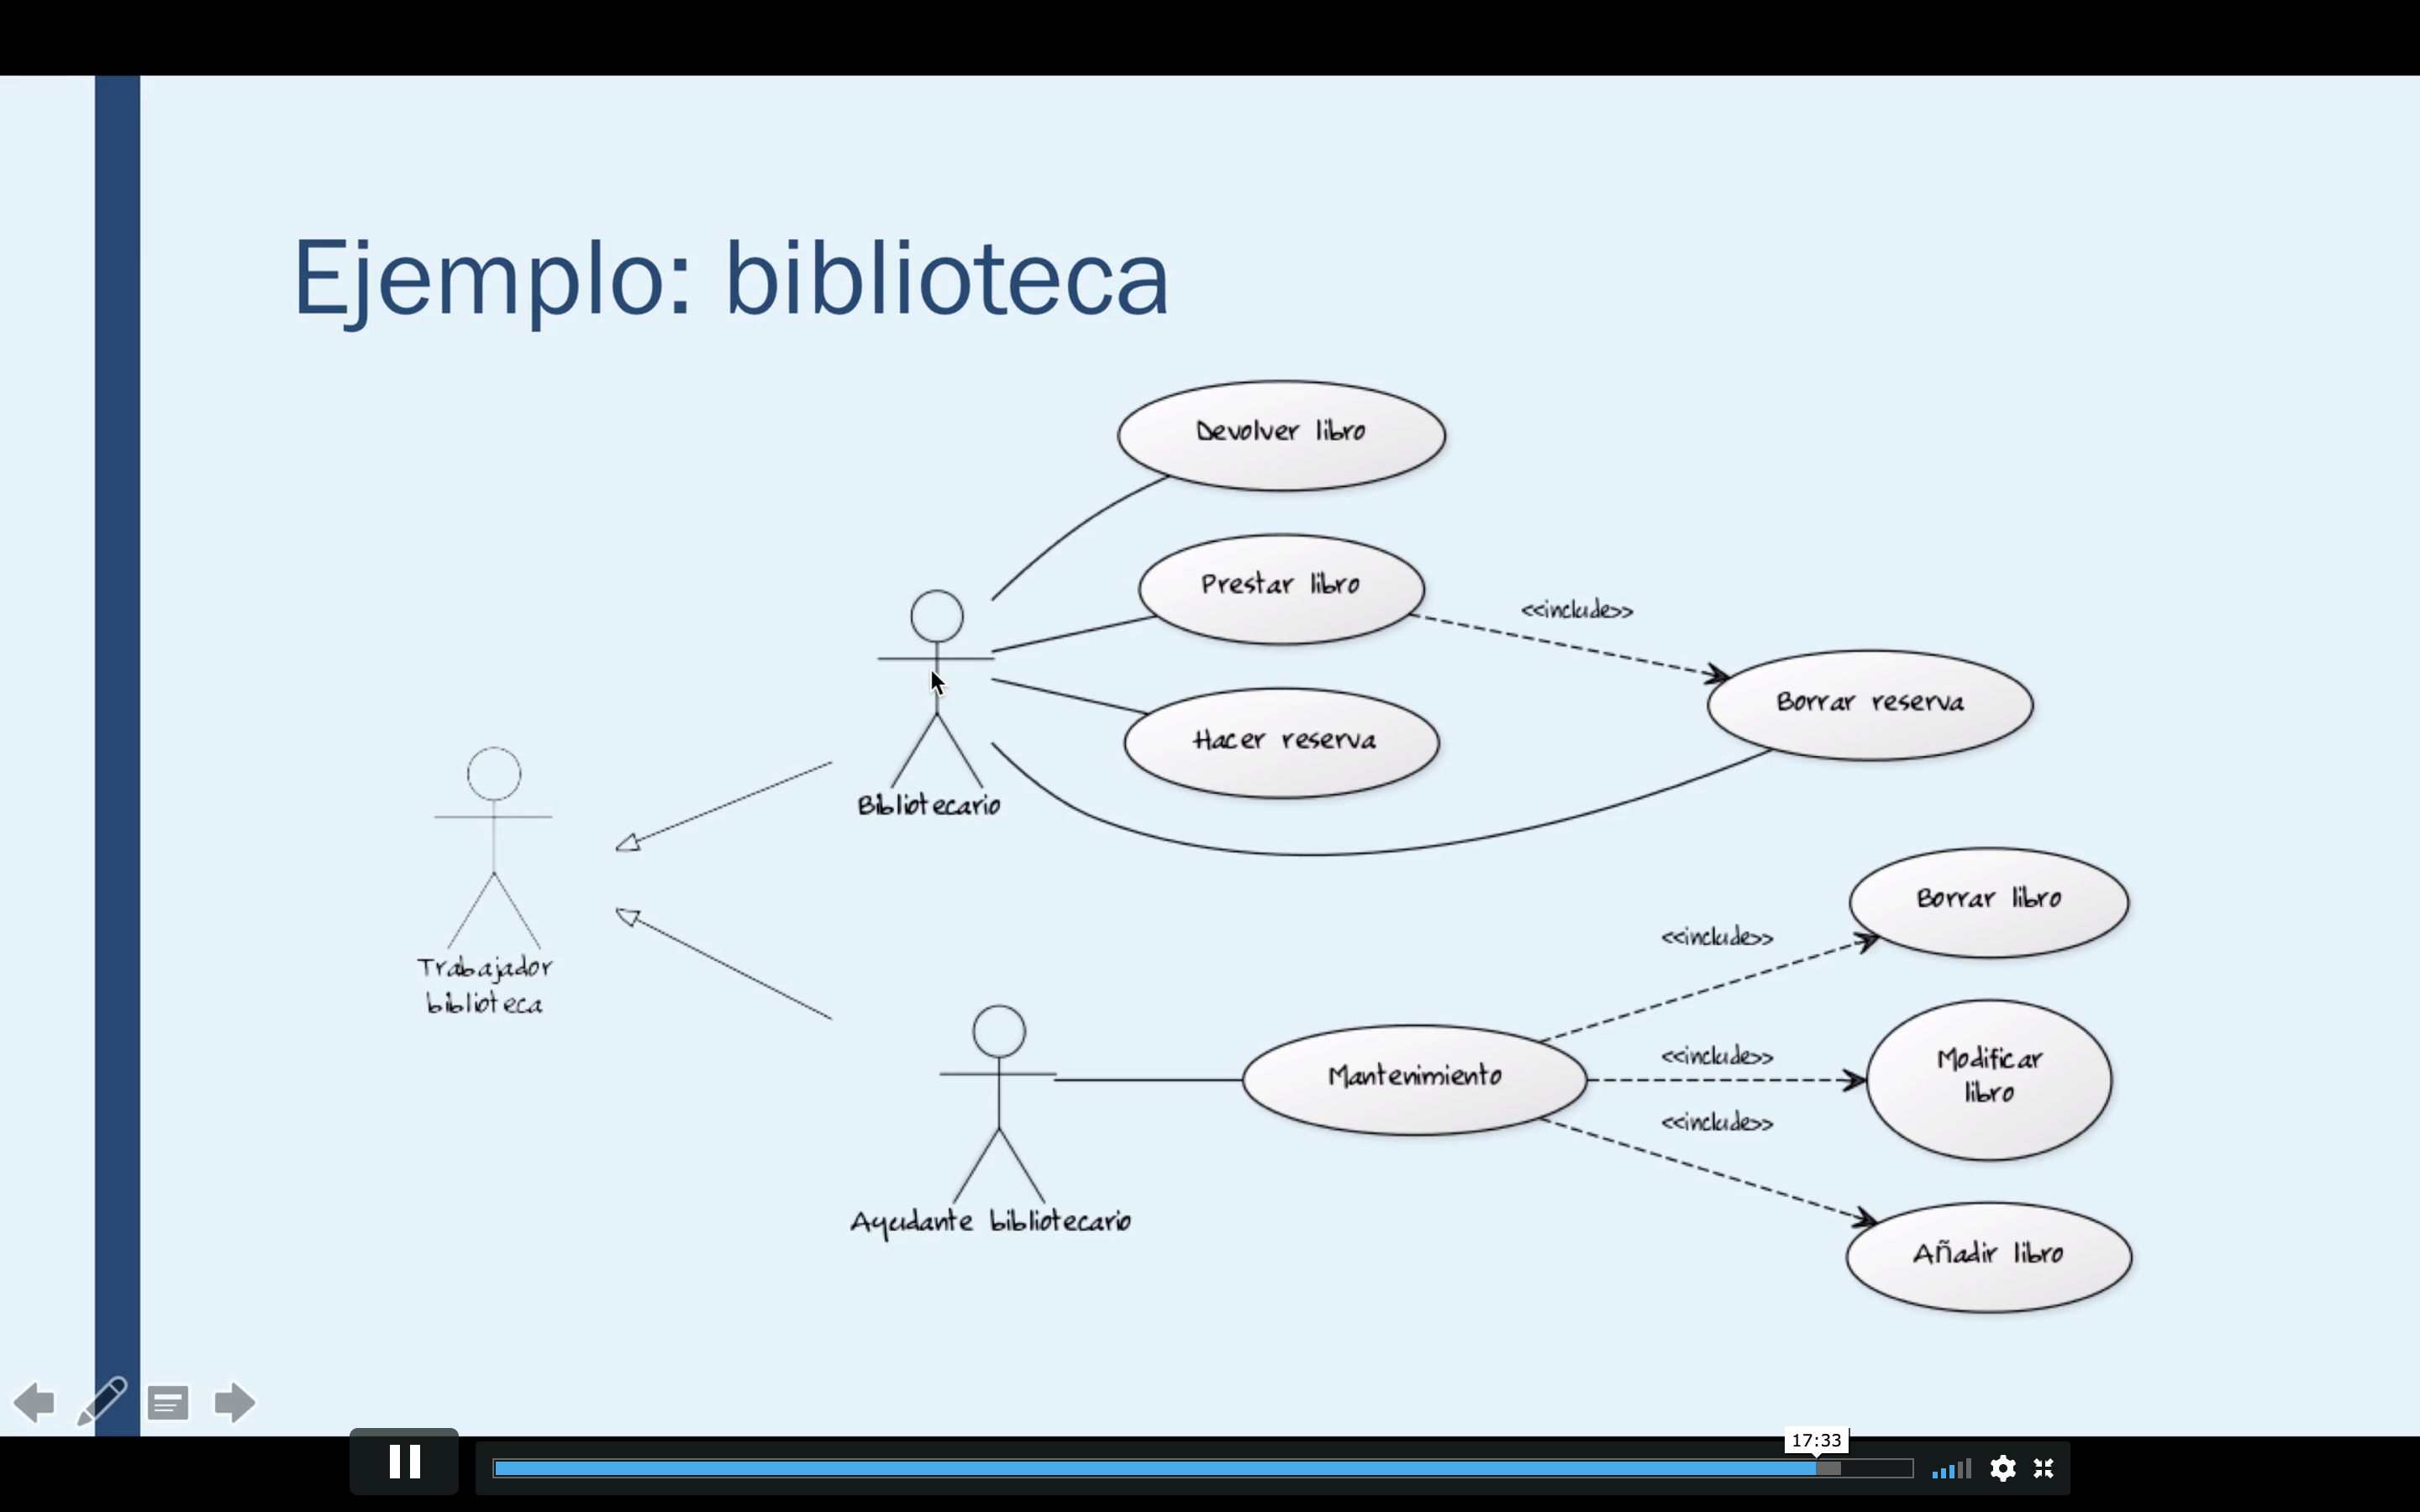 Ejemplo: biblioteca
Devolver libro
Prestar libro
<<include>>
Borrar reserva
Hacer reserva
Bibliotecario
Trabajador
biblioteca
Borrar libro
<<include>>
Mantenimiento
<<include>>
Modificar
libro
<<include>>
Ayudante bibliotecario
Añadir libro
17:33